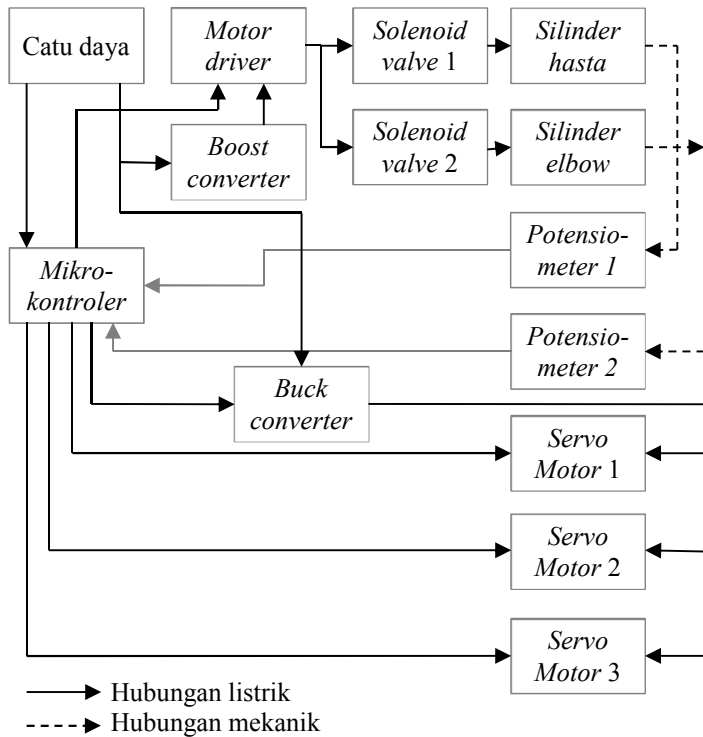 Catu daya
Motor
driver
Solenoid
valve 1
Silinder
hasta
Boost
converter
Solenoid
valve 2
Silinder
elbow
Mikro-
kontroler
Potensio-
meter 1
Potensio-
meter 2
Buck
converter
Servo
Motor 1
Servo
Motor 2
Servo
Motor 3
Hubungan listrik
Hubungan mekanik